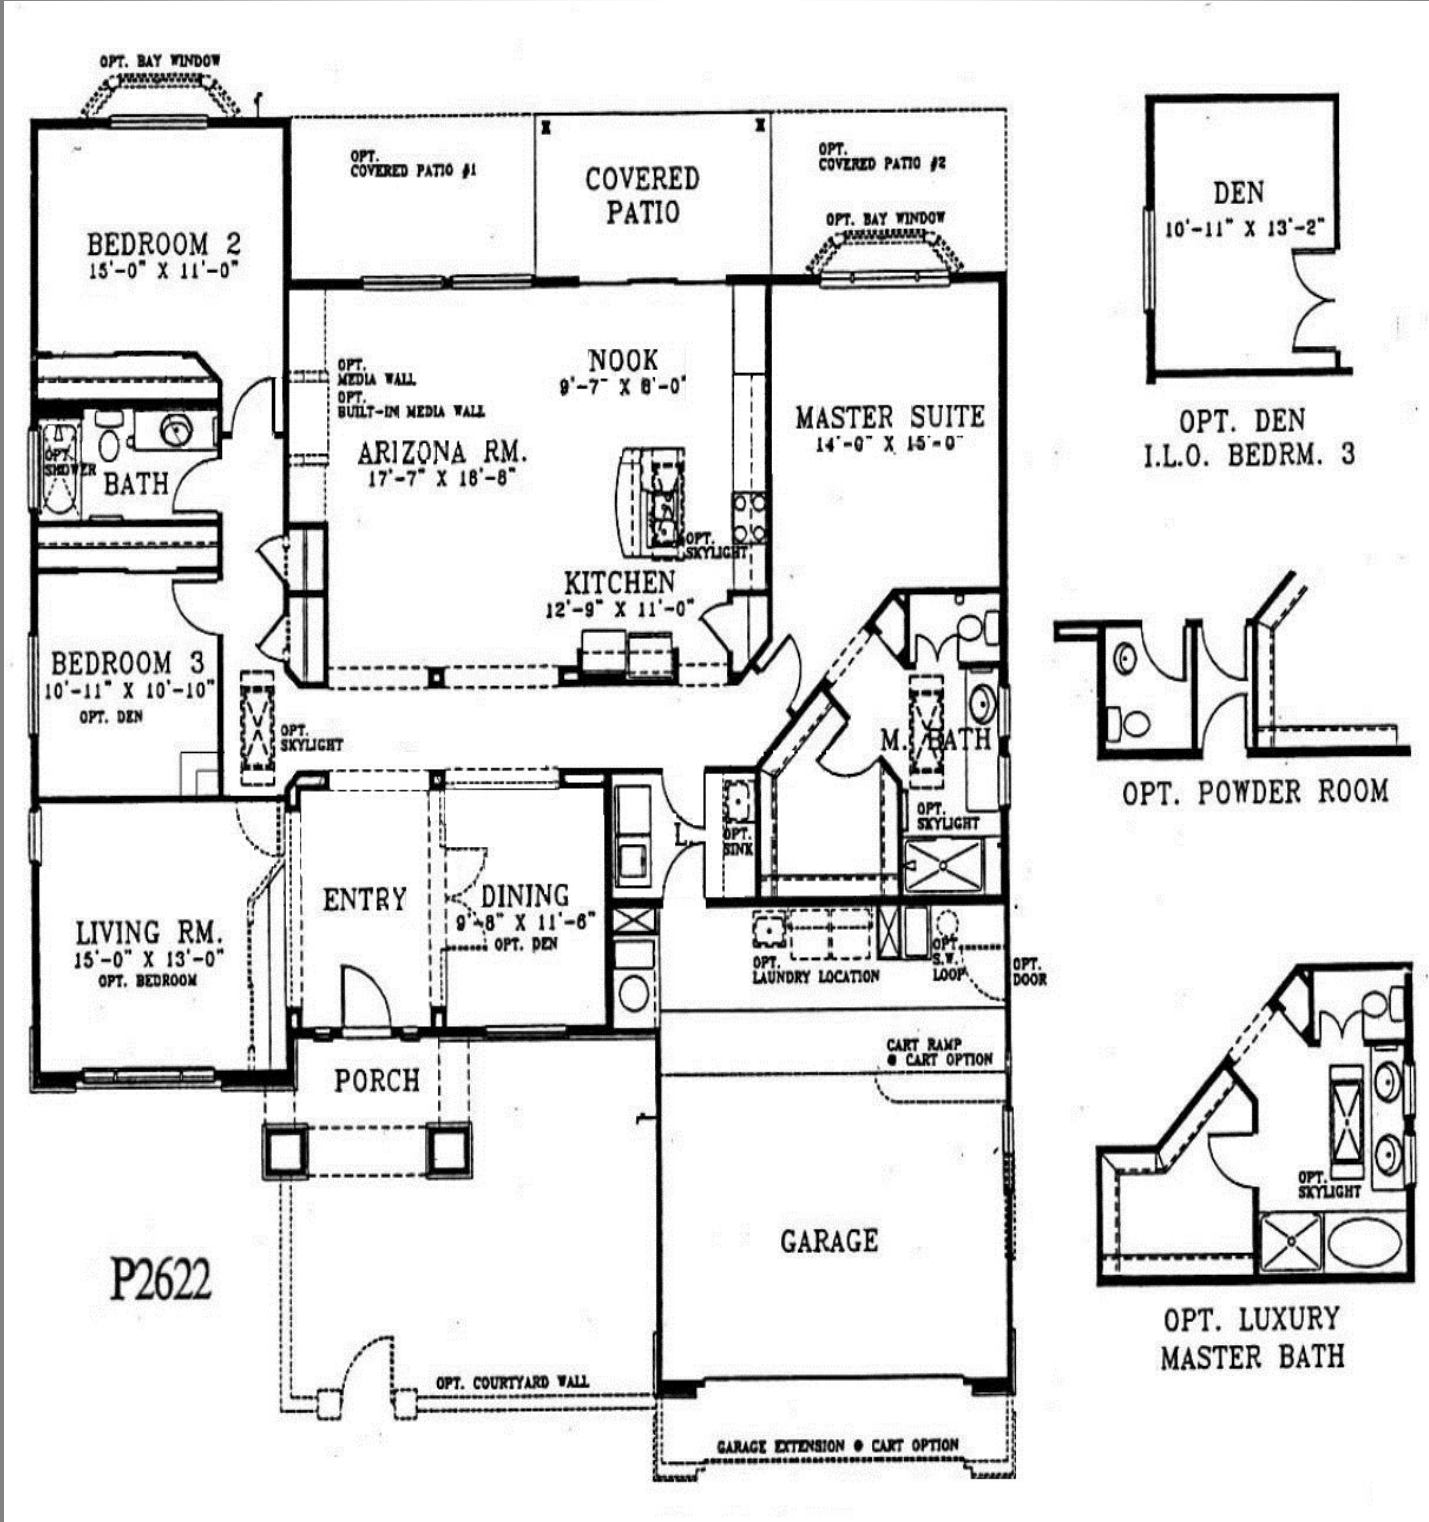 OPT. BAY WINDOW
OPT.
COVERED PATIO #1
COVERED
PATIO
OPT.
COVERED PATIO #2
OPT. BAY WINDOW
BEDROOM 2
15'-0" X 11'-0"
DEN
10'-11" X 13'-2"
OPT. DEN
I.L.O. BEDRM. 3
OPT.
MEDIA WALL
OPT.
BUILT-IN MEDIA WALL
NOOK
9'-7" X 8'-0"
MASTER SUITE
14'-0" X 15'-0"
ARIZONA RM.
17'-7" X 18'-8"
OPT.
SHOWER
BATH
OPT.
SKYLIGHT
KITCHEN
12'-9" X 11'-0"
BEDROOM 3
10'-11" X 10'-10"
OPT. DEN
OPT.
SKYLIGHT
M. BATH
OPT.
SKYLIGHT
OPT. POWDER ROOM
L
OPT.
SINK
ENTRY
DINING
9'-8" X 11'-6"
OPT. DEN
LIVING RM.
15'-0" X 13'-0"
OPT. BEDROOM
OPT.
LAUNDRY LOCATION
OPT.
S.W.
LOOP
OPT.
DOOR
CART RAMP
@ CART OPTION
PORCH
GARAGE
P2622
OPT.
SKYLIGHT
OPT. LUXURY
MASTER BATH
OPT. COURTYARD WALL
GARAGE EXTENSION @ CART OPTION